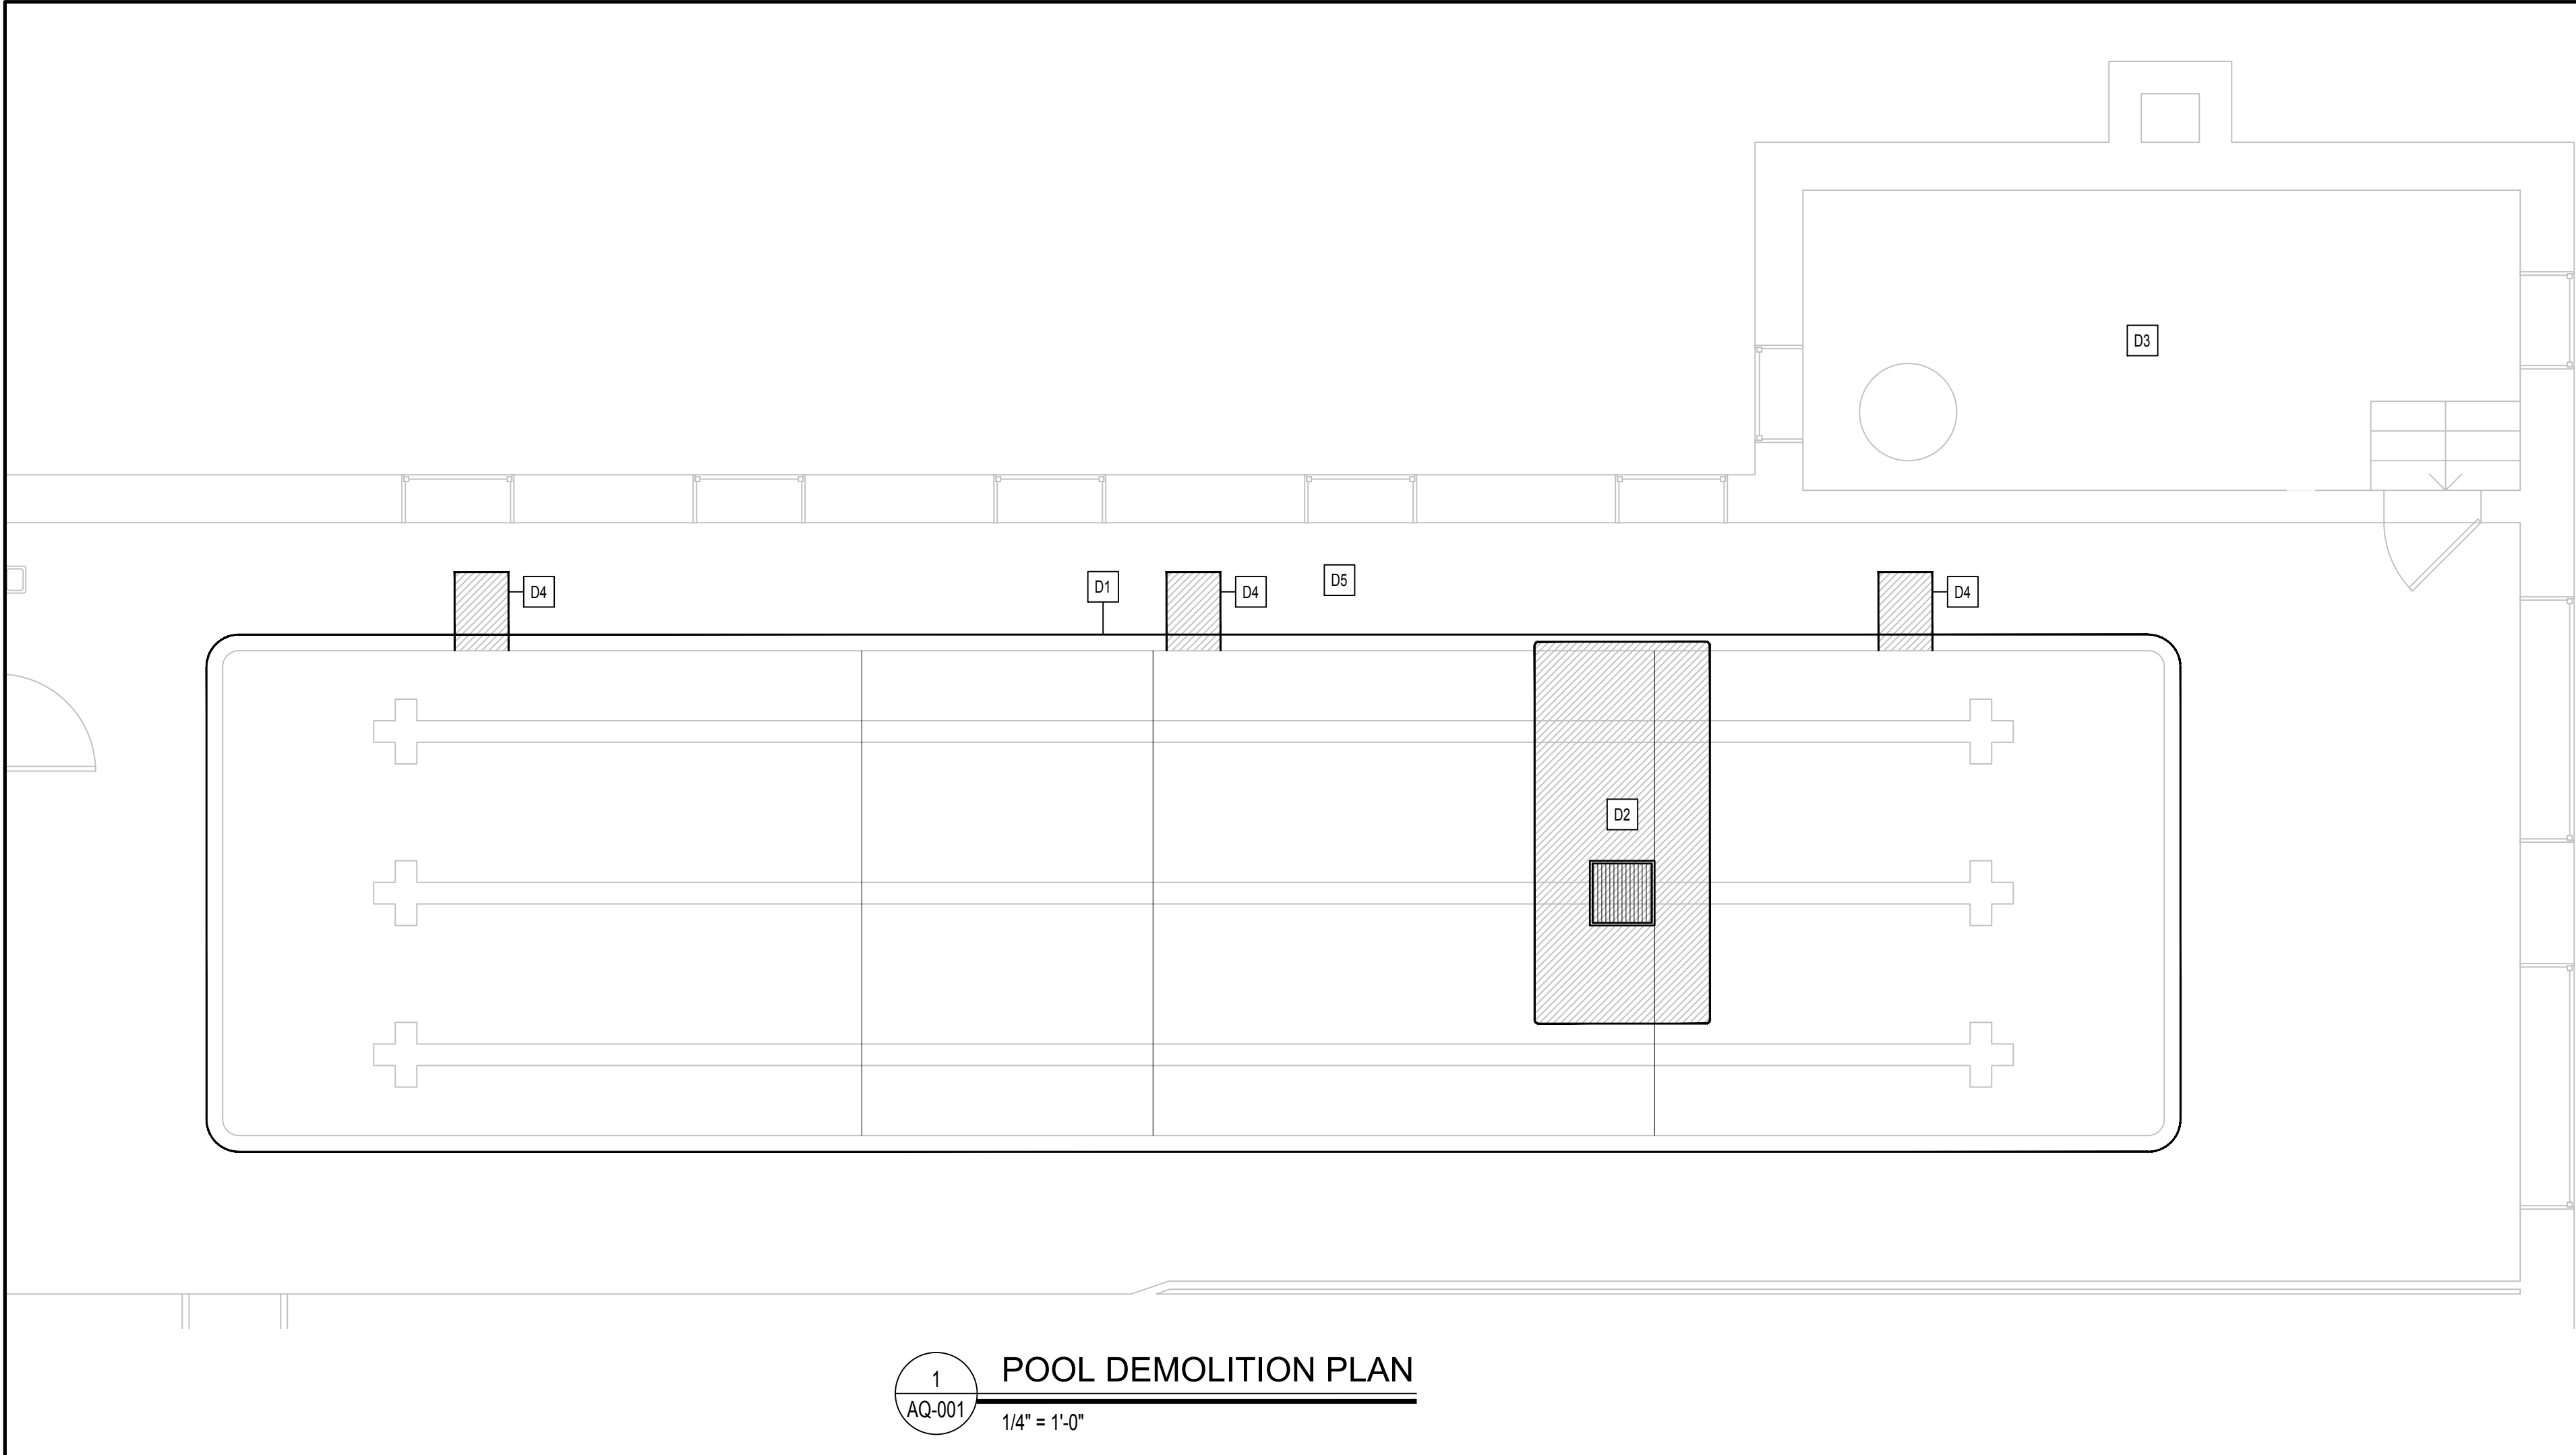 D3
D4
D1
D4
D5
D4
D2
1
AQ-001
POOL DEMOLITION PLAN
1/4" = 1'-0"